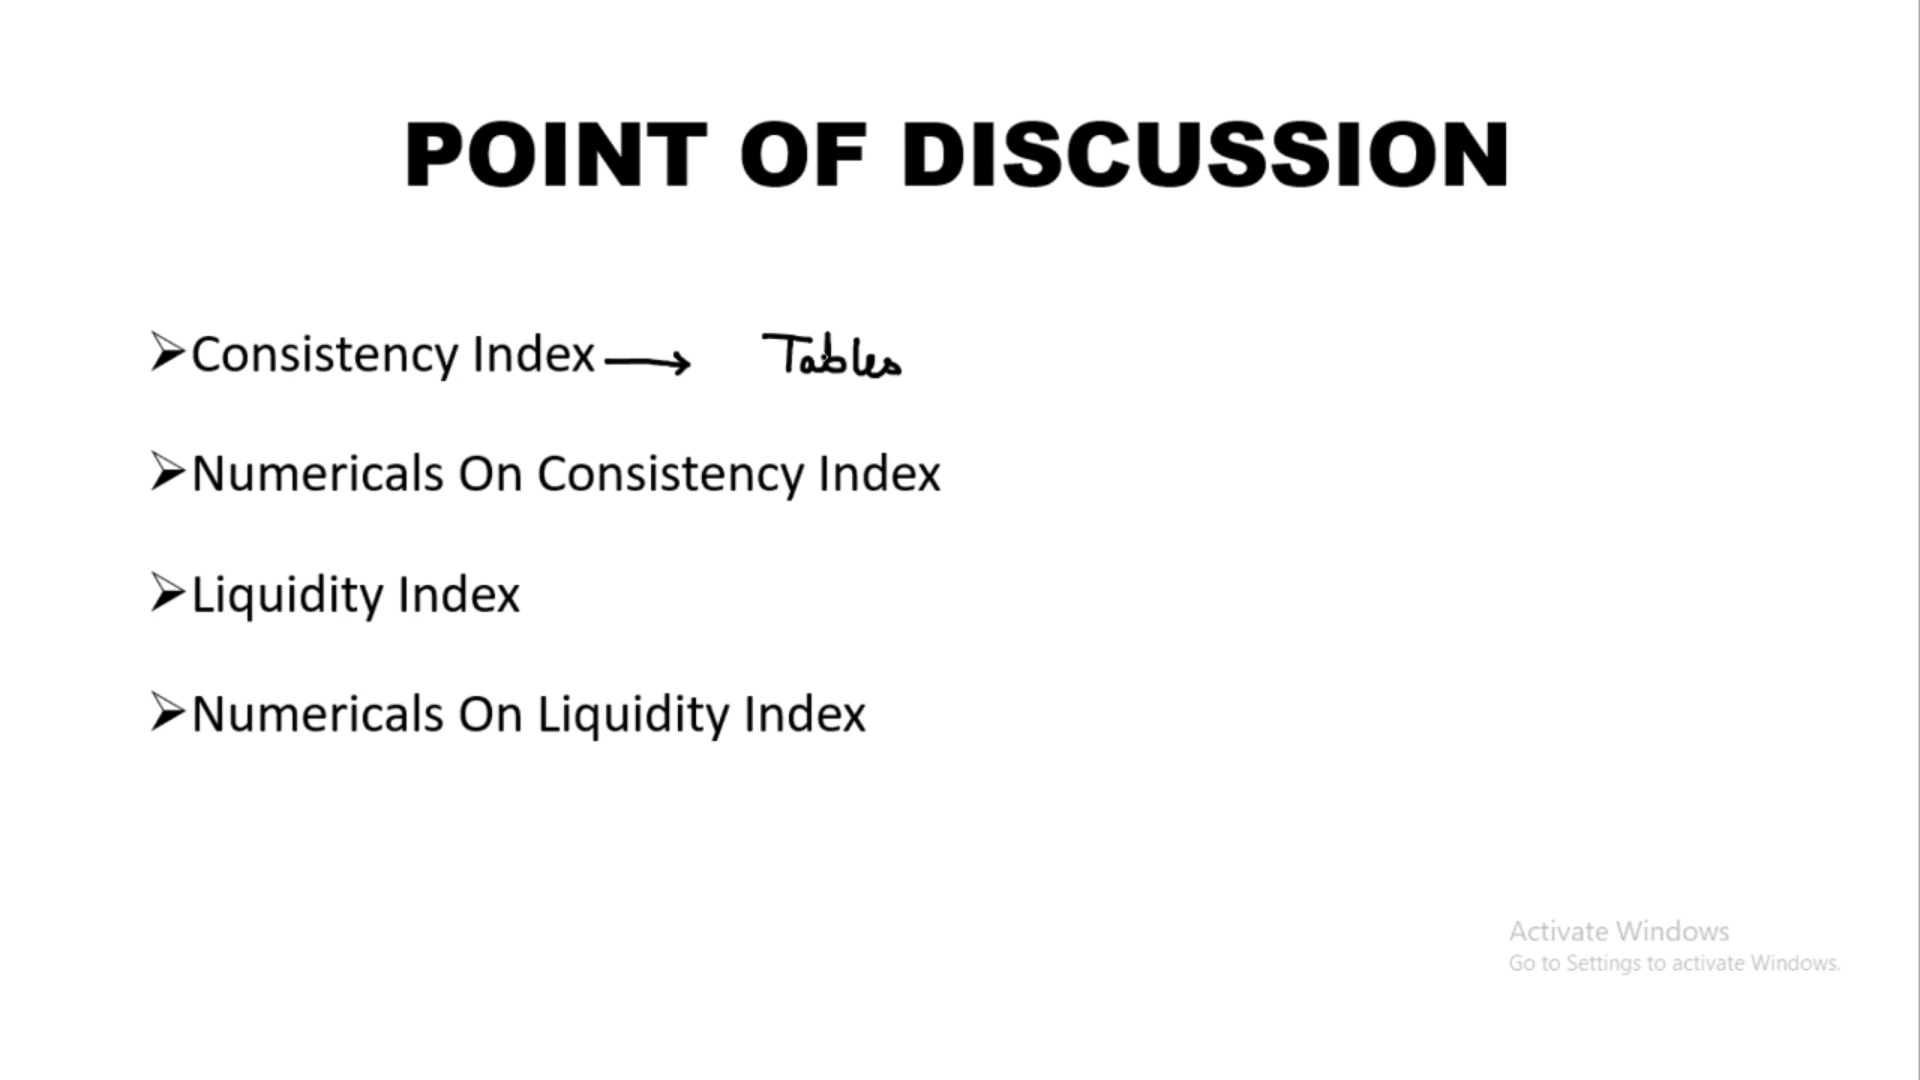 POINT OF DISCUSSION
➢Consistency Index → Tables
➢Numericals On Consistency Index
➢Liquidity Index
➢Numericals On Liquidity Index
Activate Windows
Go to Settings to activate Windows.